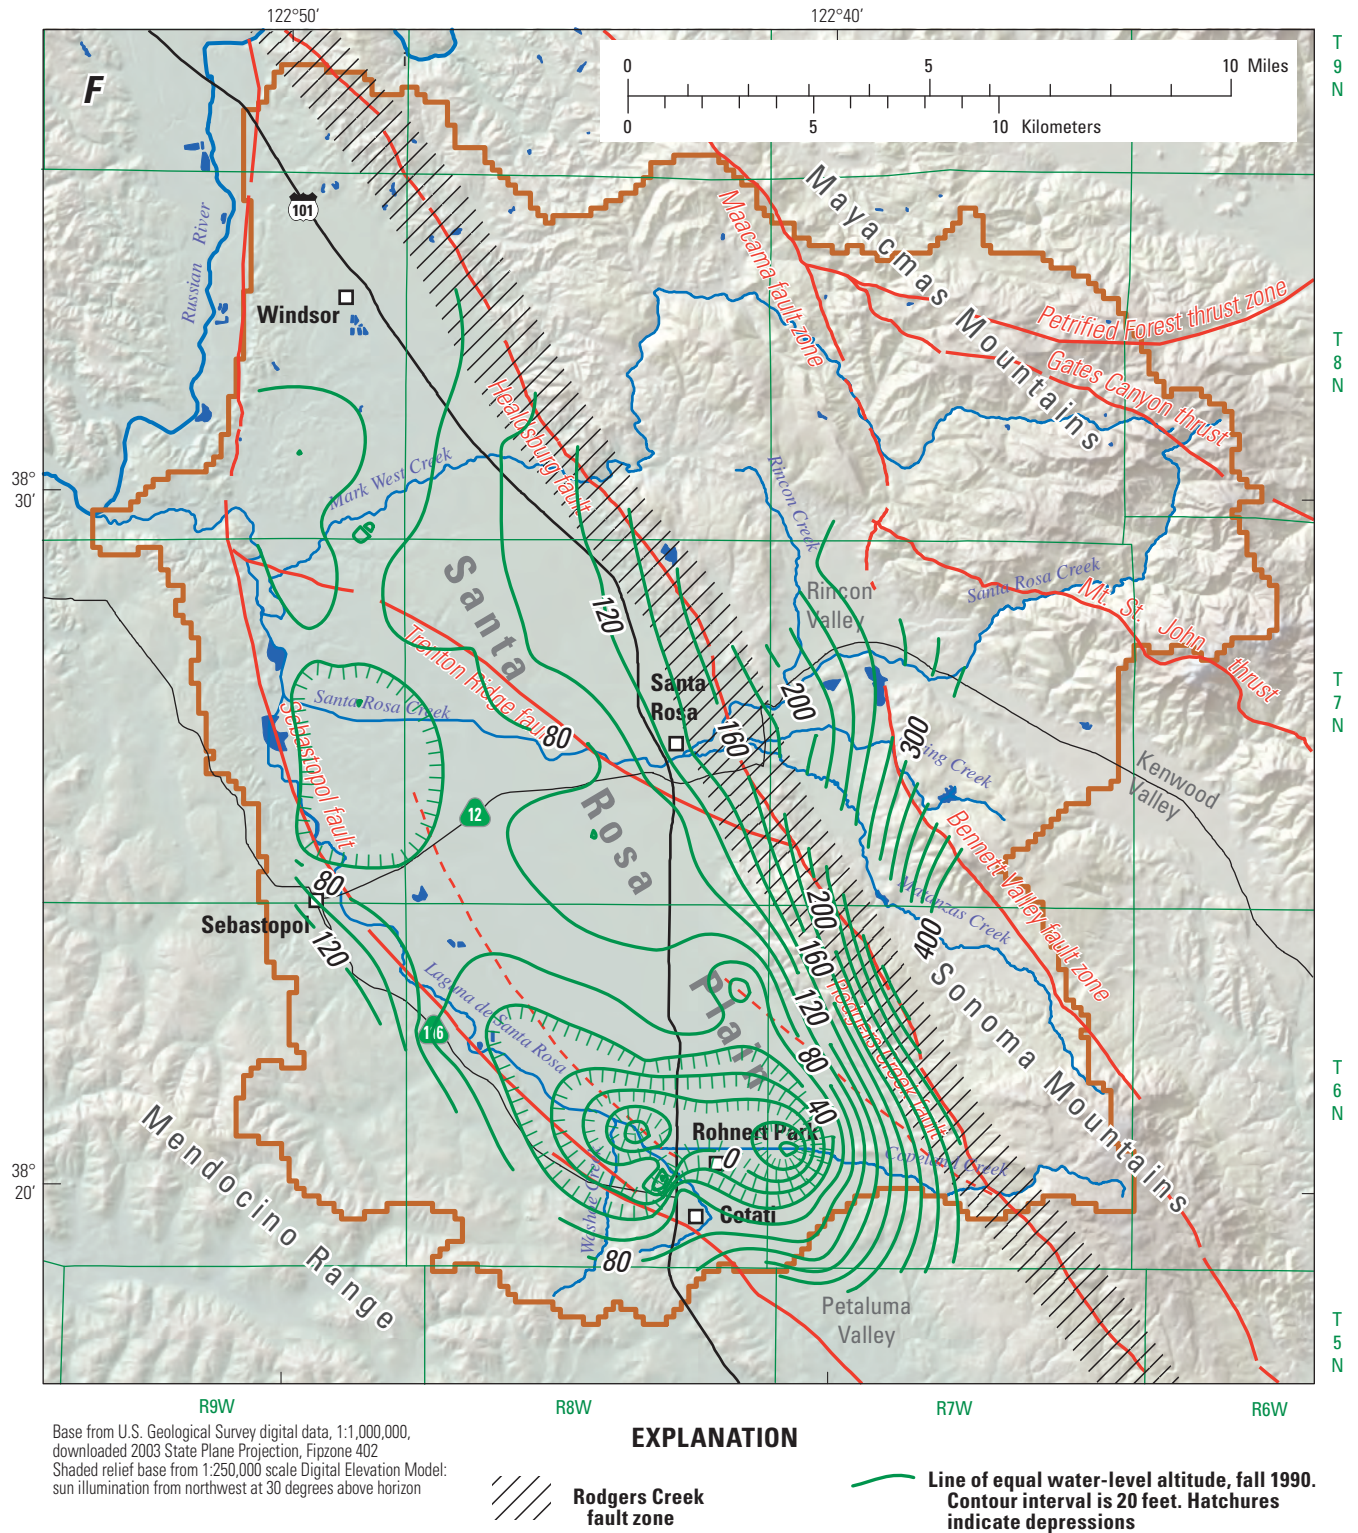 122°50′
122°40′
F
0 5 10 Miles
0 5 10 Kilometers
T
9
N
T
8
N
T
7
N
T
6
N
T
5
N
38°
30′
38°
20′
101
Russian River
Windsor
Mayacmas Mountains
Maacama fault zone
Petrified Forest thrust zone
Gates Canyon thrust
Healdsburg fault
Mark West Creek
Rincon Creek
Rincon
Valley
Santa Rosa Creek
Mt. St. John thrust
Santa Rosa Plain
120
Trenton Ridge fault
Santa
Rosa
200
160
300
80
Santa Rosa Creek
Sebastopol fault
12
Kenwood
Valley
Bennett Valley fault zone
Matanzas Creek
80
Sebastopol
120
200
160
120
80
40
400
Sonoma Mountains
Laguna de Santa Rosa
Rodgers Creek fault
Rohnert Park
0
Copeland Creek
Cotati
80
Mendocino Range
Petaluma
Valley
R9W
R8W
R7W
R6W
Base from U.S. Geological Survey digital data, 1:1,000,000,
downloaded 2003 State Plane Projection, Fipzone 402
Shaded relief base from 1:250,000 scale Digital Elevation Model:
sun illumination from northwest at 30 degrees above horizon
EXPLANATION
Rodgers Creek
fault zone
Line of equal water-level altitude, fall 1990.
Contour interval is 20 feet. Hatchures
indicate depressions